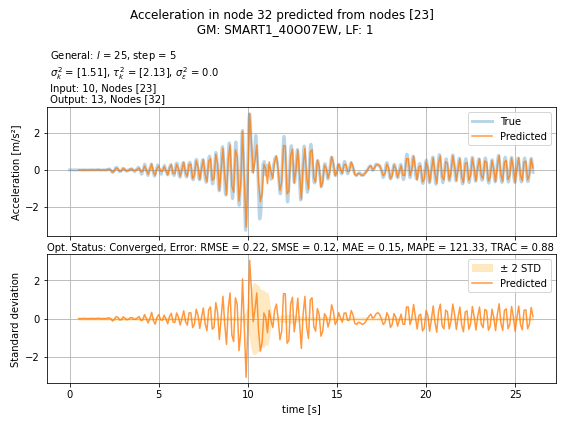 Acceleration in node 32 predicted from nodes [23]
GM: SMART1_40O07EW, LF: 1
General: l = 25, step = 5
σ²ₖ = [1.51], τ²ₖ = [2.13], σ²ε = 0.0
Input: 10, Nodes [23]
Output: 13, Nodes [32]
Acceleration [m/s²]
2
0
−2
True
Predicted
Opt. Status: Converged, Error: RMSE = 0.22, SMSE = 0.12, MAE = 0.15, MAPE = 121.33, TRAC = 0.88
Standard deviation
2
0
−2
± 2 STD
Predicted
0 5 10 15 20 25
time [s]